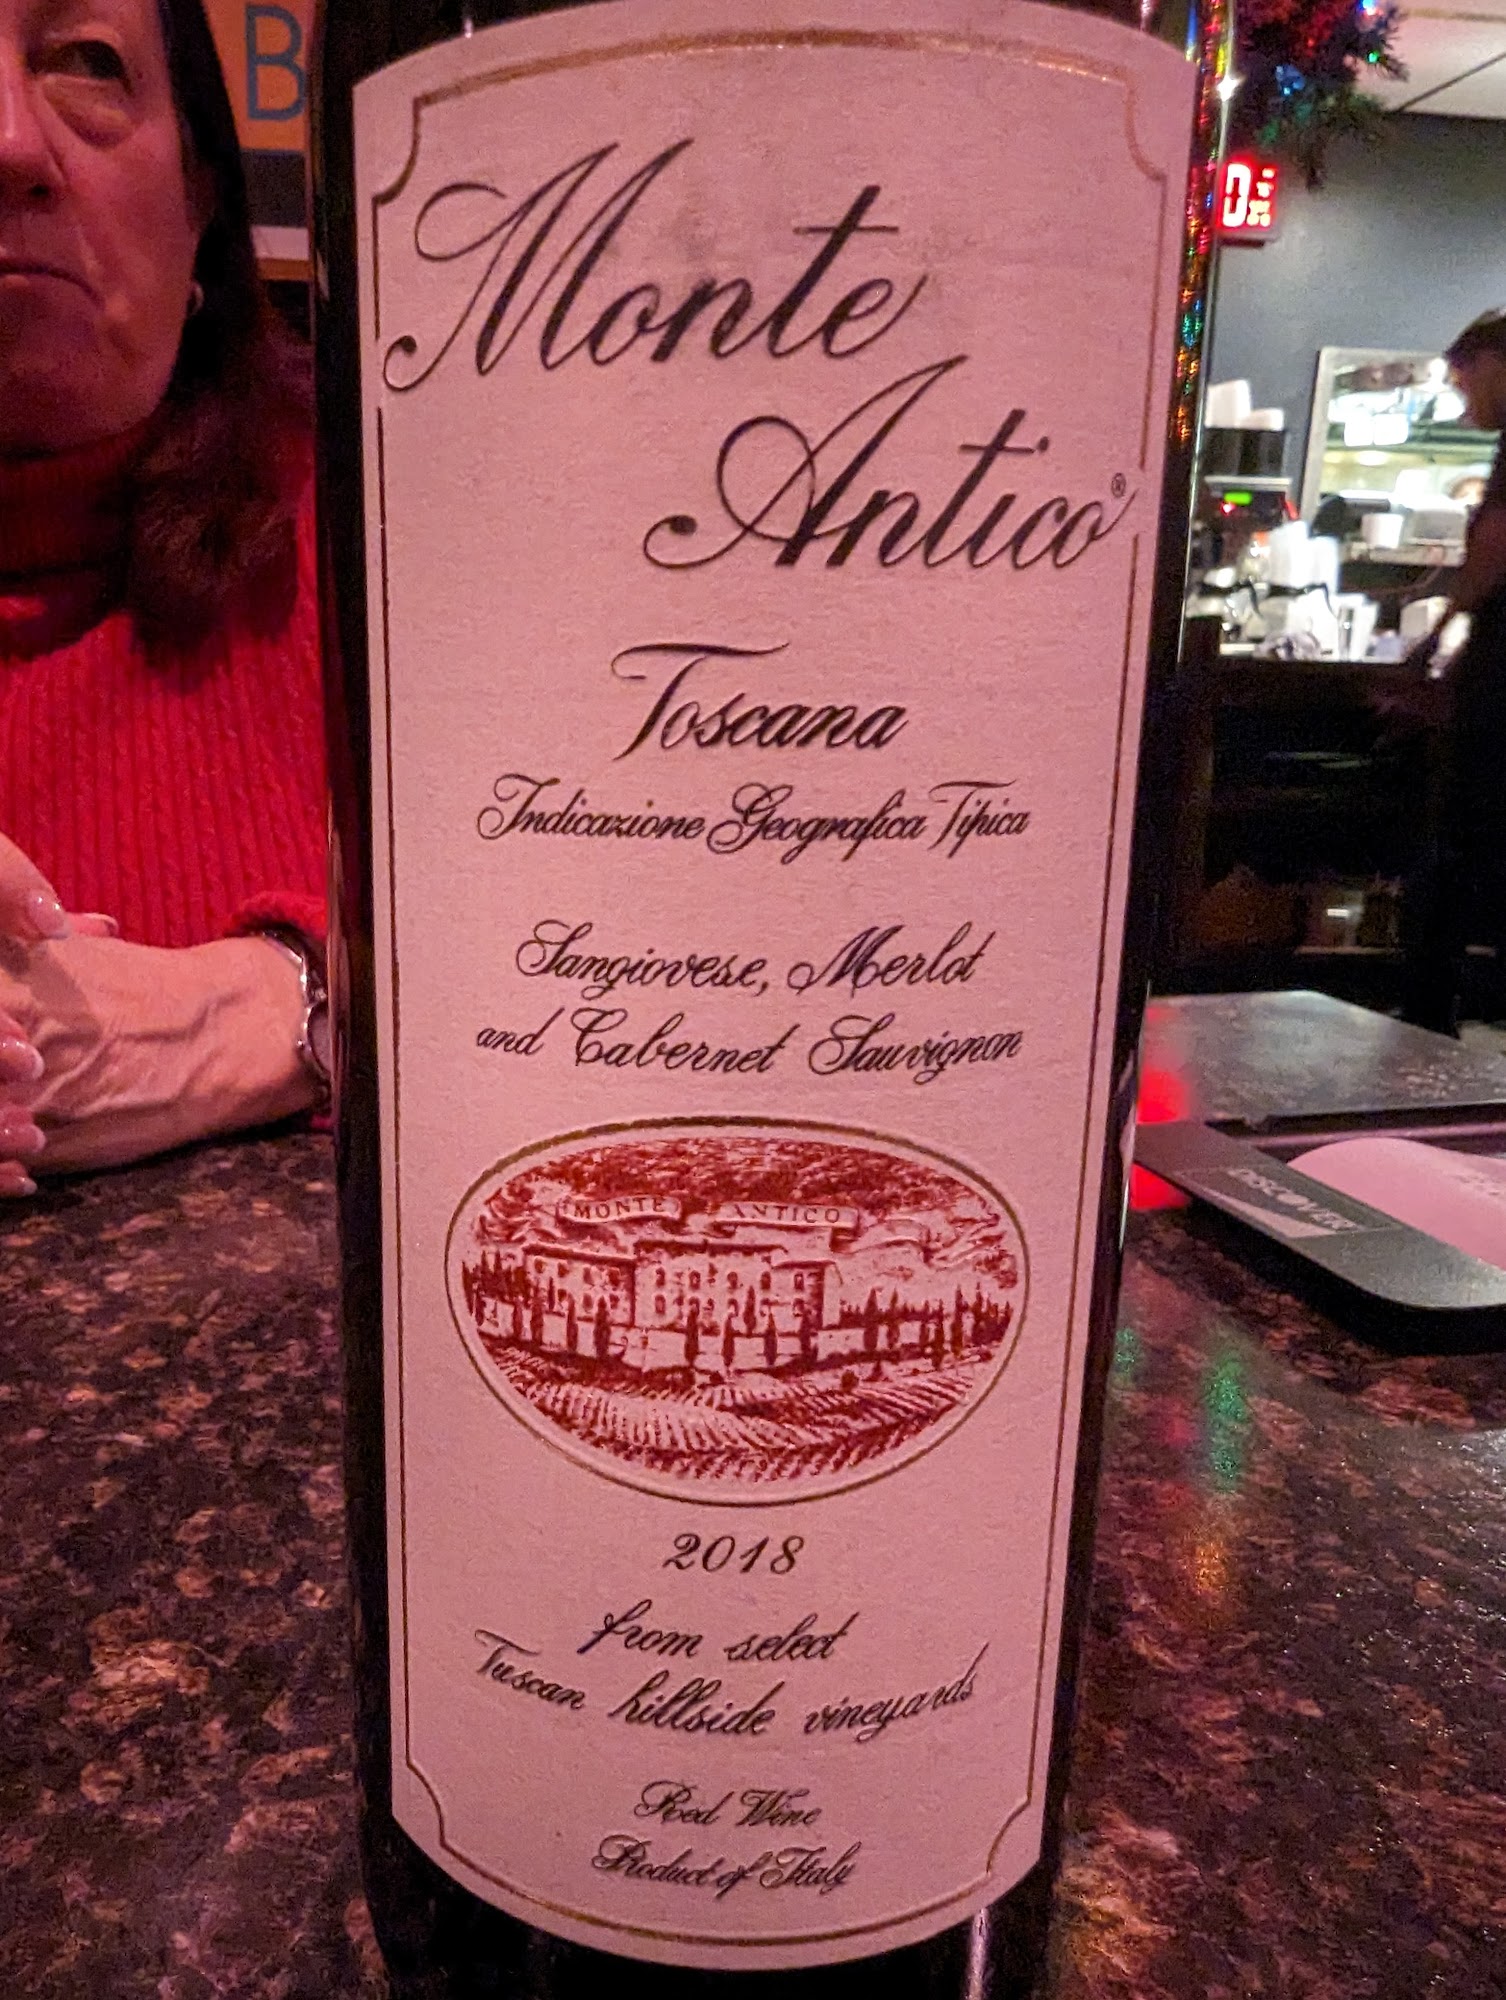 B
Monte
Antico®
Toscana
Indicazione Geografica Tipica
Sangiovese, Merlot
and Cabernet Sauvignon
MONTE ANTICO
2018
from select
Tuscan hillside vineyards
Red Wine
Product of Italy
DISCOVER